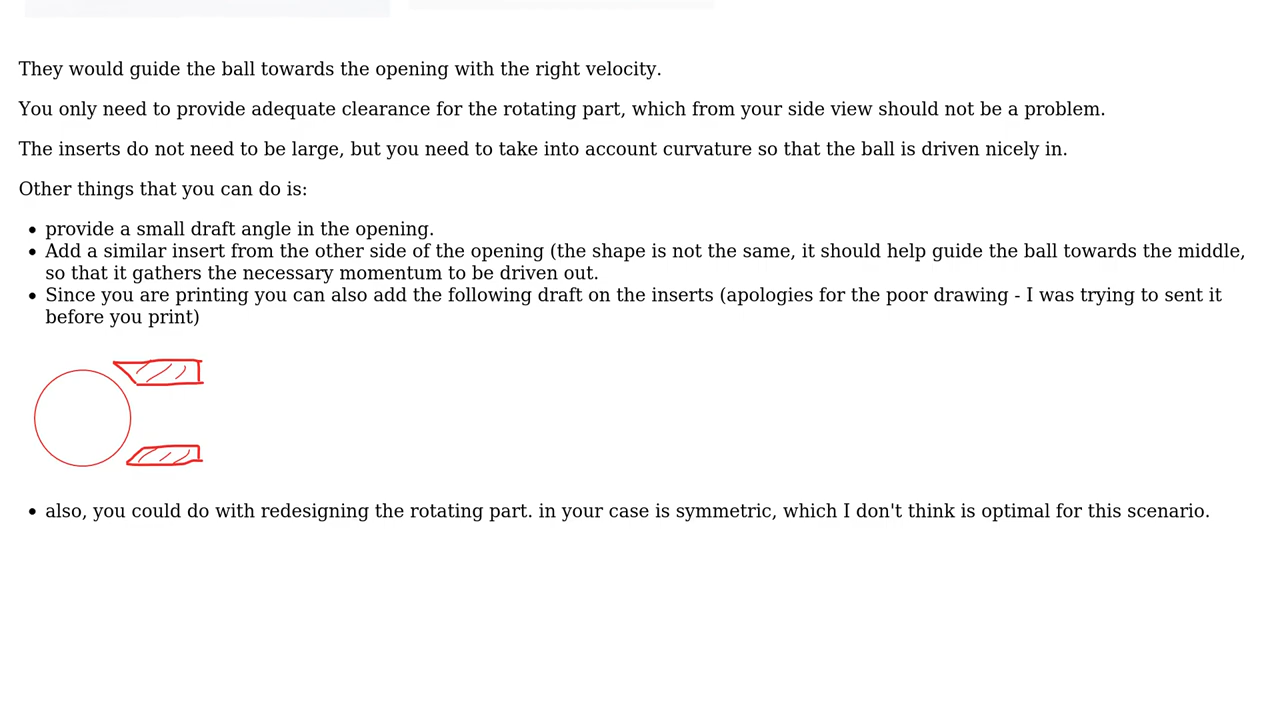 They would guide the ball towards the opening with the right velocity.
You only need to provide adequate clearance for the rotating part, which from your side view should not be a problem.
The inserts do not need to be large, but you need to take into account curvature so that the ball is driven nicely in.
Other things that you can do is:
• provide a small draft angle in the opening.
• Add a similar insert from the other side of the opening (the shape is not the same, it should help guide the ball towards the middle,
so that it gathers the necessary momentum to be driven out.
• Since you are printing you can also add the following draft on the inserts (apologies for the poor drawing - I was trying to sent it
before you print)
• also, you could do with redesigning the rotating part. in your case is symmetric, which I don't think is optimal for this scenario.